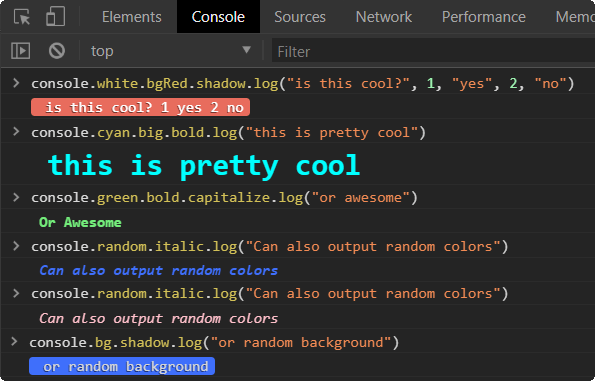 Elements Console Sources Network Performance Memo
top Filter
> console.white.bgRed.shadow.log("is this cool?", 1, "yes", 2, "no")
is this cool? 1 yes 2 no
> console.cyan.big.bold.log("this is pretty cool")
this is pretty cool
> console.green.bold.capitalize.log("or awesome")
Or Awesome
> console.random.italic.log("Can also output random colors")
Can also output random colors
> console.random.italic.log("Can also output random colors")
Can also output random colors
> console.bg.shadow.log("or random background")
or random background